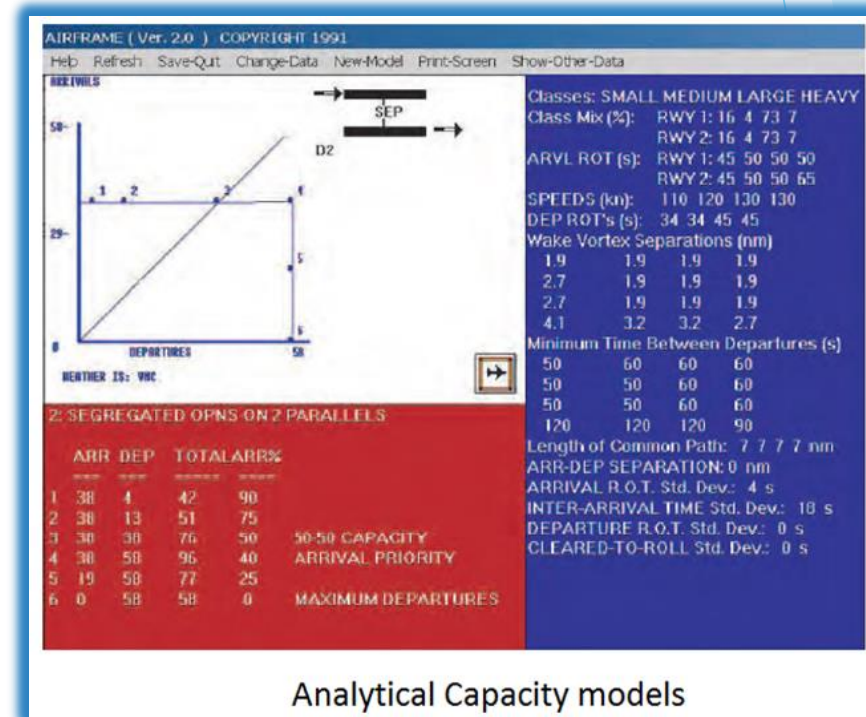 AIRFRAME ( Ver. 2.0 ) COPYRIGHT 1991
Help Refresh Save-Quit Change-Data New-Model Print-Screen Show-Other-Data
ARRIVALS
58-
29-
0
DEPARTURES
58
1 2 3 4
5
6
WEATHER IS: VMC
SEP
D2
2: SEGREGATED OPNS ON 2 PARALLELS
ARR DEP TOTAL ARR%
=== === ===== ====
1 38 4 42 90
2 38 13 51 75
3 38 38 76 50 50-50 CAPACITY
4 38 58 96 40 ARRIVAL PRIORITY
5 19 58 77 25
6 0 58 58 0 MAXIMUM DEPARTURES
Classes: SMALL MEDIUM LARGE HEAVY
Class Mix (%): RWY 1: 16 4 73 7
RWY 2: 16 4 73 7
ARVL ROT (s): RWY 1: 45 50 50 50
RWY 2: 45 50 50 65
SPEEDS (kn): 110 120 130 130
DEP ROT's (s): 34 34 45 45
Wake Vortex Separations (nm)
1.9 1.9 1.9 1.9
2.7 1.9 1.9 1.9
2.7 1.9 1.9 1.9
4.1 3.2 3.2 2.7
Minimum Time Between Departures (s)
50 60 60 60
50 50 60 60
50 50 60 60
120 120 120 90
Length of Common Path: 7 7 7 7 nm
ARR-DEP SEPARATION: 0 nm
ARRIVAL R.O.T. Std. Dev.: 4 s
INTER-ARRIVAL TIME Std. Dev.: 18 s
DEPARTURE R.O.T. Std. Dev.: 0 s
CLEARED-TO-ROLL Std. Dev.: 0 s
Analytical Capacity models